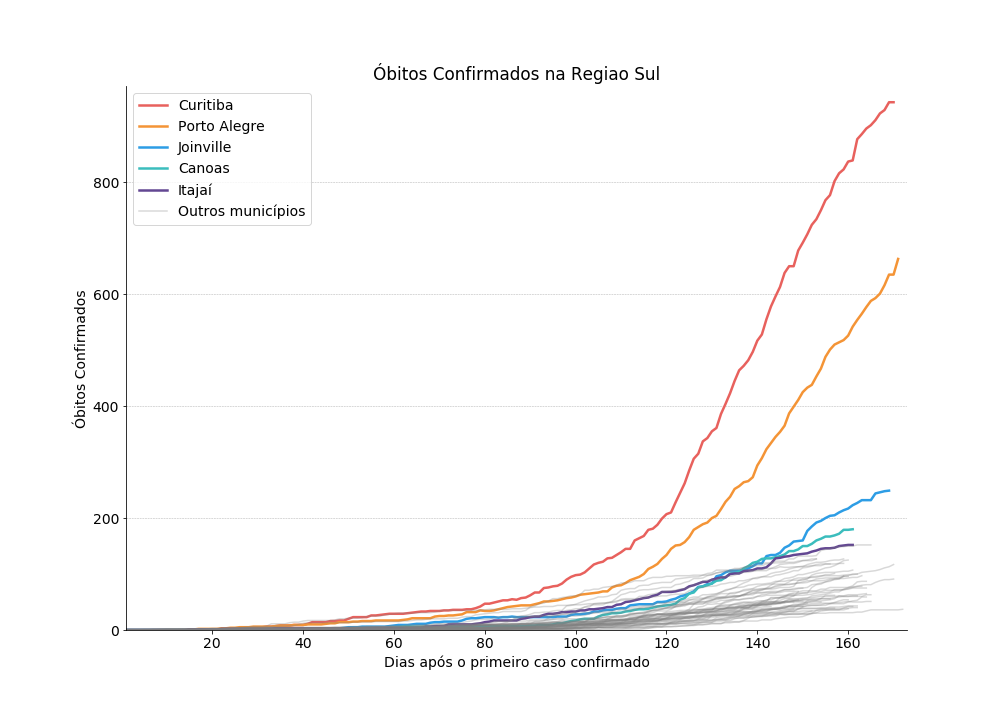 Óbitos Confirmados na Regiao Sul
Curitiba
Porto Alegre
Joinville
Canoas
Itajaí
Outros municípios
800
600
400
200
0
Óbitos Confirmados
20 40 60 80 100 120 140 160
Dias após o primeiro caso confirmado